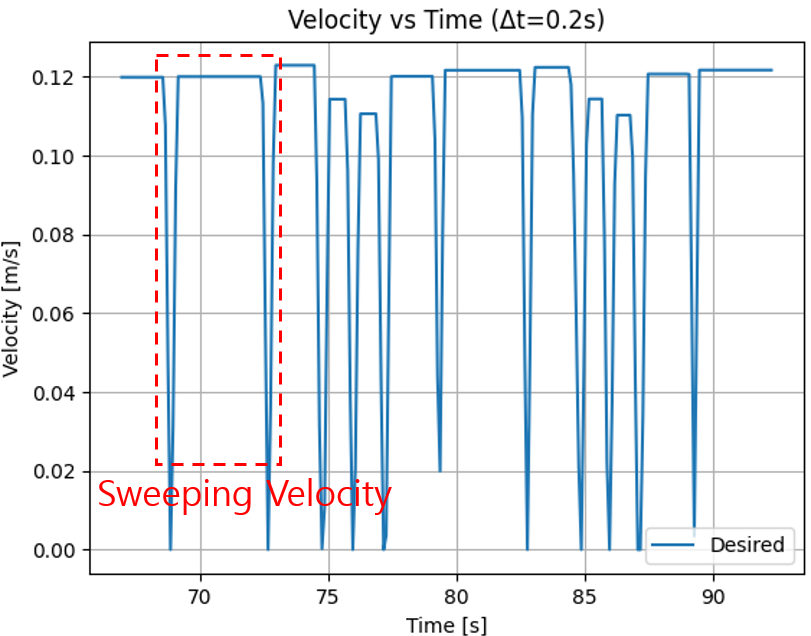 Velocity vs Time (Δt=0.2s)
0.12
0.10
0.08
0.06
0.04
0.02
0.00
Velocity [m/s]
Sweeping Velocity
Desired
70
75
80
85
90
Time [s]